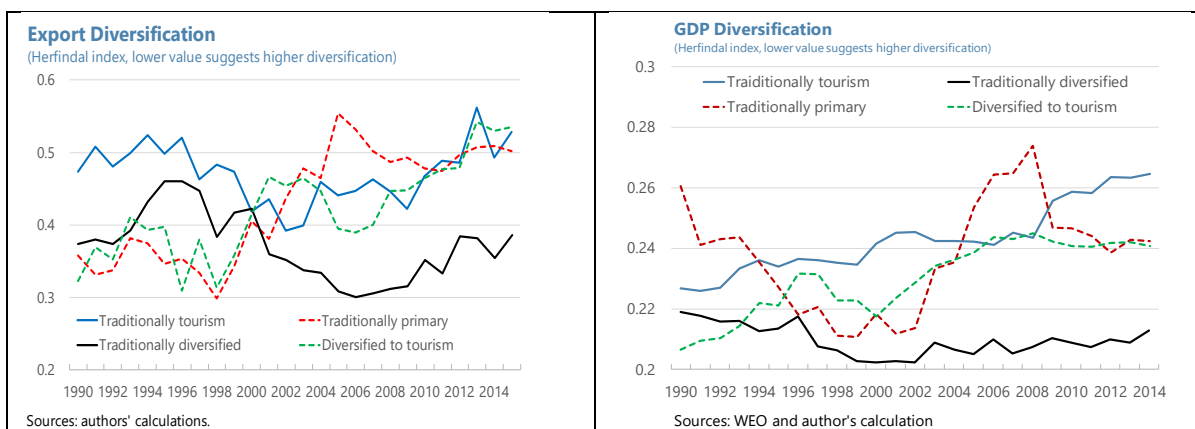 Export Diversification
(Herfindal index, lower value suggests higher diversification)
0.6
0.5
0.4
0.3
0.2
Traditionally tourism
Traditionally primary
Traditionally diversified
Diversified to tourism
1990 1992 1994 1996 1998 2000 2002 2004 2006 2008 2010 2012 2014
Sources: authors' calculations.
GDP Diversification
(Herfindal index, lower value suggests higher diversification)
0.3
0.28
0.26
0.24
0.22
0.2
Traiditionally tourism
Traditionally diversified
Traditionally primary
Diversified to tourism
1990 1992 1994 1996 1998 2000 2002 2004 2006 2008 2010 2012 2014
Sources: WEO and author's calculation